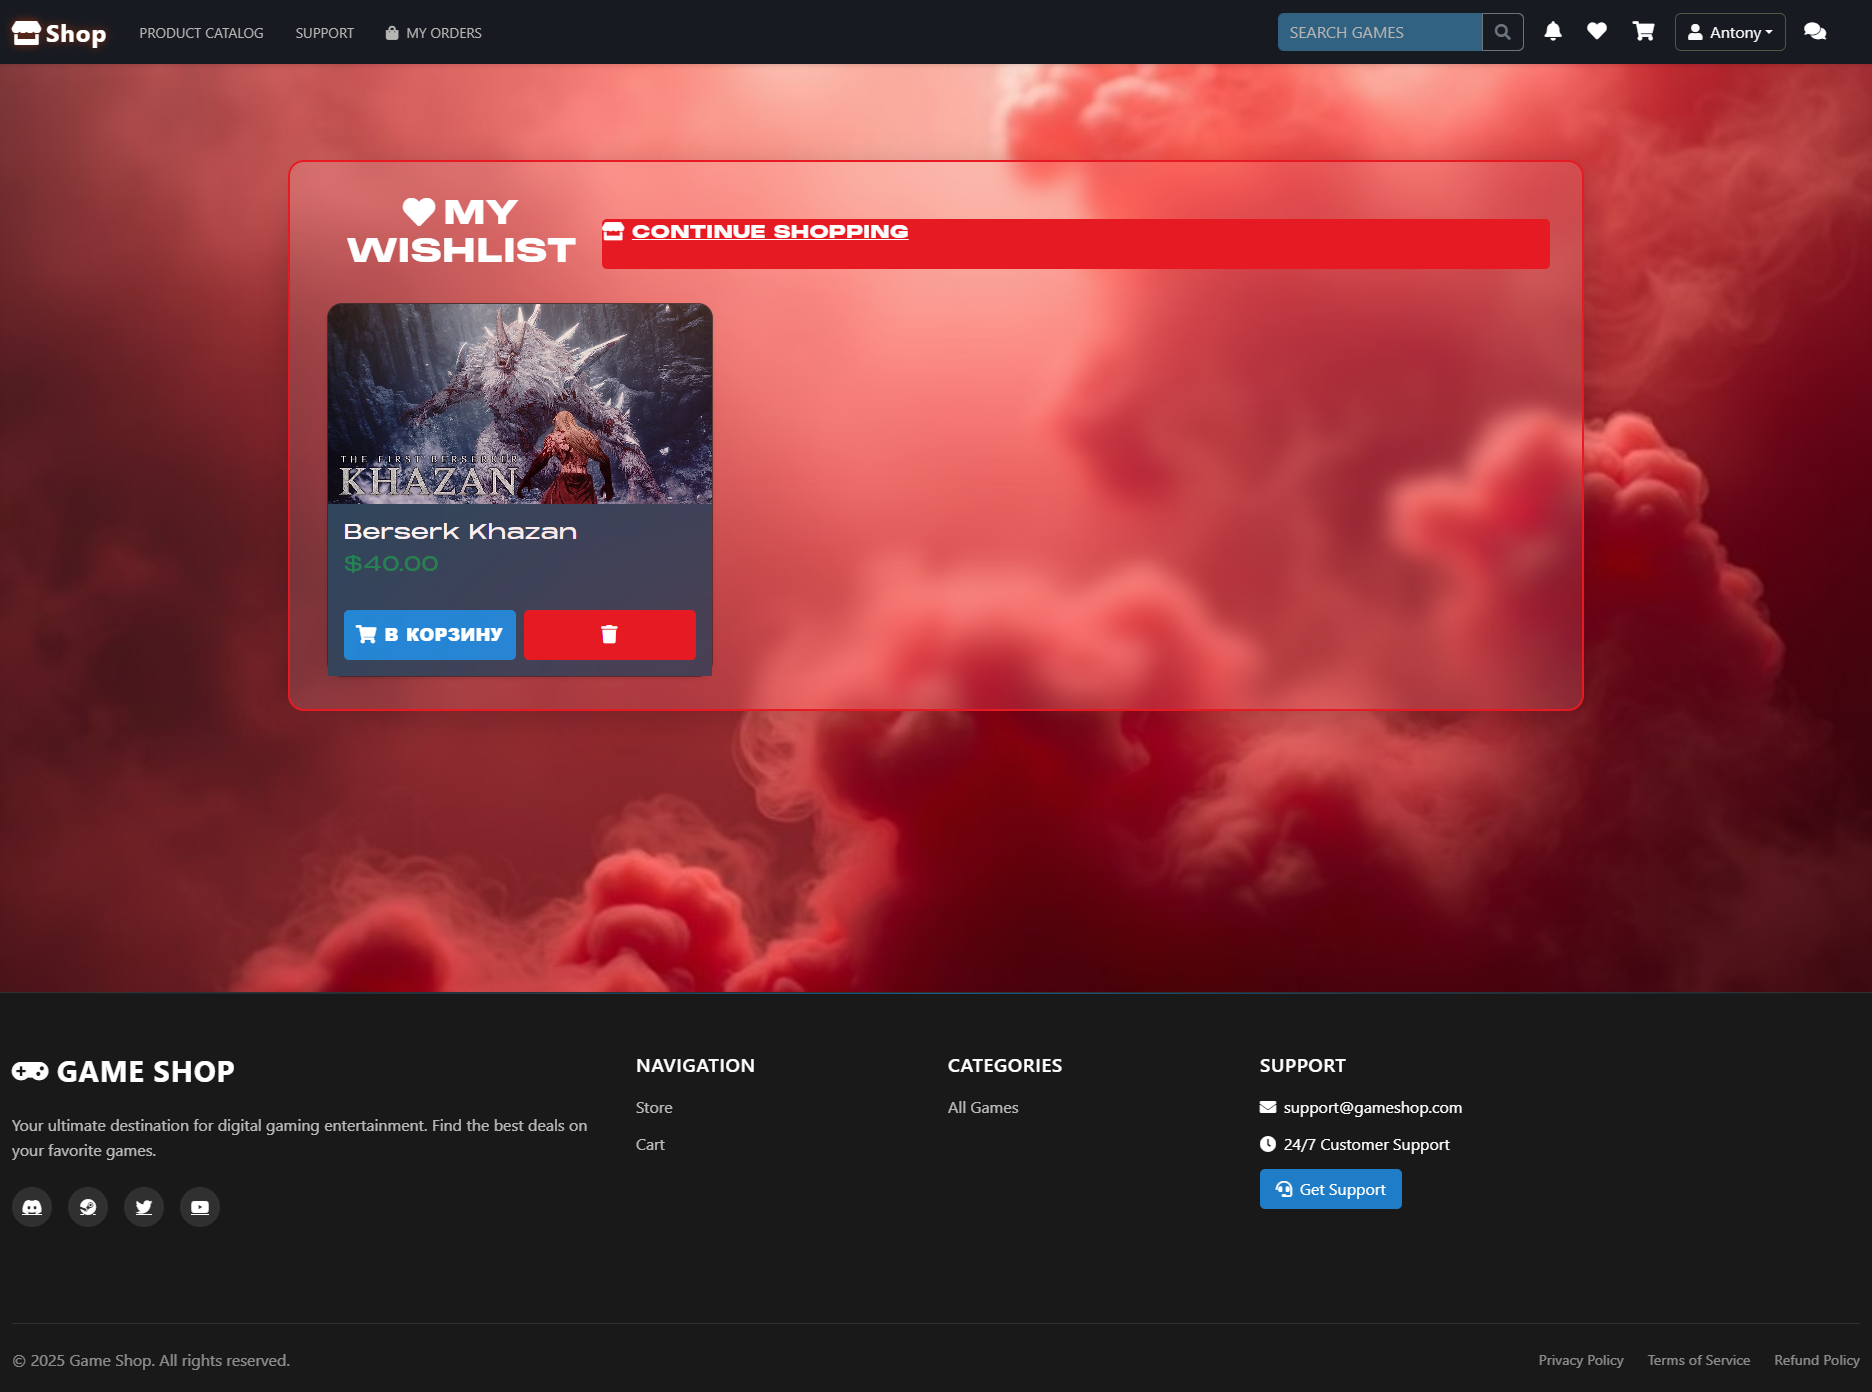 Shop
PRODUCT CATALOG
SUPPORT
MY ORDERS
SEARCH GAMES
Antony
MY
WISHLIST
CONTINUE SHOPPING
THE FIRST BERSERKER
KHAZAN
Berserk Khazan
$40.00
В КОРЗИНУ
GAME SHOP
Your ultimate destination for digital gaming entertainment. Find the best deals on
your favorite games.
NAVIGATION
Store
Cart
CATEGORIES
All Games
SUPPORT
support@gameshop.com
24/7 Customer Support
Get Support
© 2025 Game Shop. All rights reserved.
Privacy Policy
Terms of Service
Refund Policy